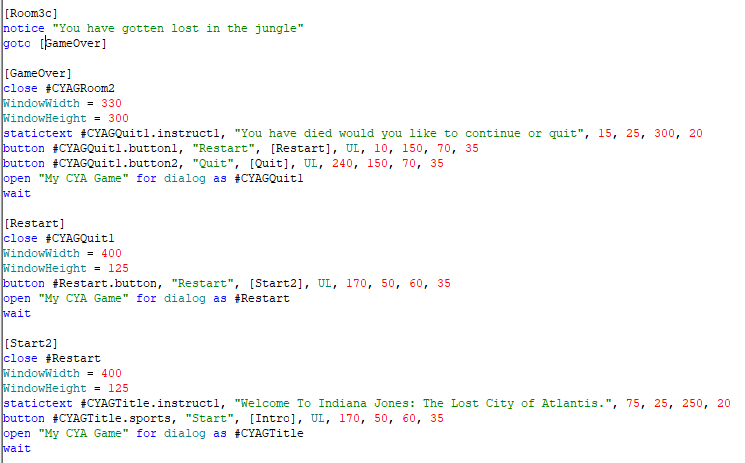 [Room3c]
notice "You have gotten lost in the jungle"
goto [GameOver]
[GameOver]
close #CYAGRoom2
WindowWidth = 330
WindowHeight = 300
statictext #CYAGQuit1.instruct1, "You have died would you like to continue or quit", 15, 25, 300, 20
button #CYAGQuit1.button1, "Restart", [Restart], UL, 10, 150, 70, 35
button #CYAGQuit1.button2, "Quit", [Quit], UL, 240, 150, 70, 35
open "My CYA Game" for dialog as #CYAGQuit1
wait
[Restart]
close #CYAGQuit1
WindowWidth = 400
WindowHeight = 125
button #Restart.button, "Restart", [Start2], UL, 170, 50, 60, 35
open "My CYA Game" for dialog as #Restart
wait
[Start2]
close #Restart
WindowWidth = 400
WindowHeight = 125
statictext #CYAGTitle.instruct1, "Welcome To Indiana Jones: The Lost City of Atlantis.", 75, 25, 250, 20
button #CYAGTitle.sports, "Start", [Intro], UL, 170, 50, 60, 35
open "My CYA Game" for dialog as #CYAGTitle
wait